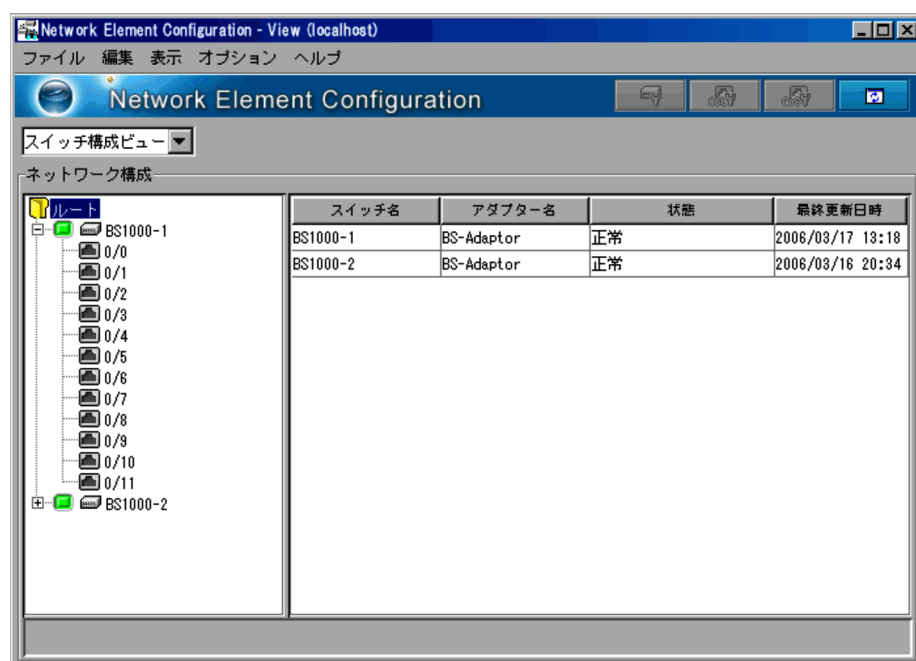 Network Element Configuration - View (localhost)
ファイル 編集 表示 オプション ヘルプ
Network Element Configuration
スイッチ構成ビュー
ネットワーク構成
ルート
BS1000-1
0/0
0/1
0/2
0/3
0/4
0/5
0/6
0/7
0/8
0/9
0/10
0/11
BS1000-2
スイッチ名 アダプター名 状態 最終更新日時
BS1000-1 BS-Adaptor 正常 2006/03/17 13:18
BS1000-2 BS-Adaptor 正常 2006/03/16 20:34